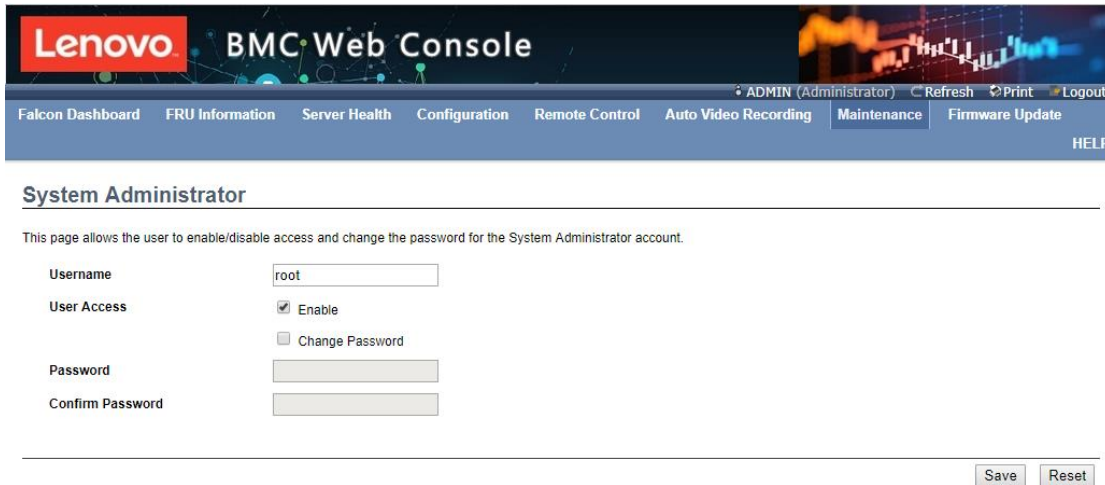 Lenovo BMC Web Console
ADMIN (Administrator) Refresh Print Logout
Falcon Dashboard FRU Information Server Health Configuration Remote Control Auto Video Recording Maintenance Firmware Update
HELP
System Administrator
This page allows the user to enable/disable access and change the password for the System Administrator account.
Username root
User Access Enable
Change Password
Password
Confirm Password
Save Reset